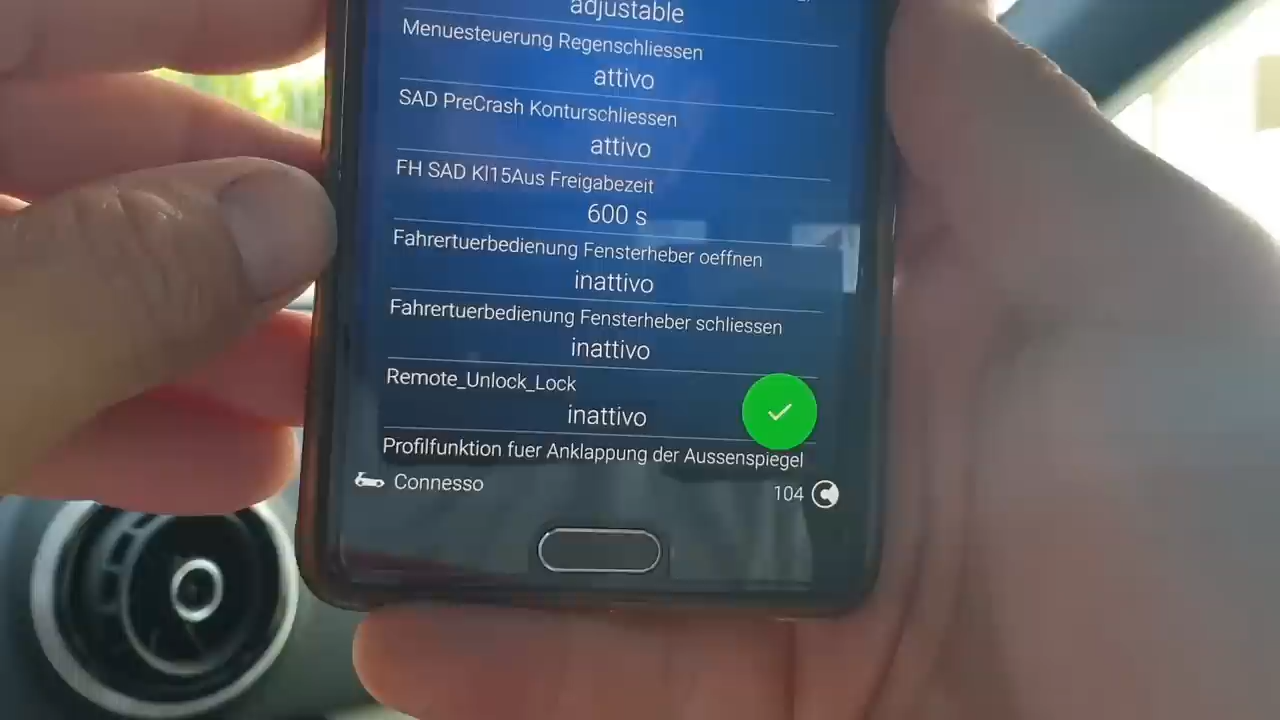 adjustable
Menuesteuerung Regenschliessen
attivo
SAD PreCrash Konturschliessen
attivo
FH SAD Kl15Aus Freigabezeit
600 s
Fahrertuerbedienung Fensterheber oeffnen
inattivo
Fahrertuerbedienung Fensterheber schliessen
inattivo
Remote_Unlock_Lock
inattivo
Profilfunktion fuer Anklappung der Aussenspiegel
Connesso
104